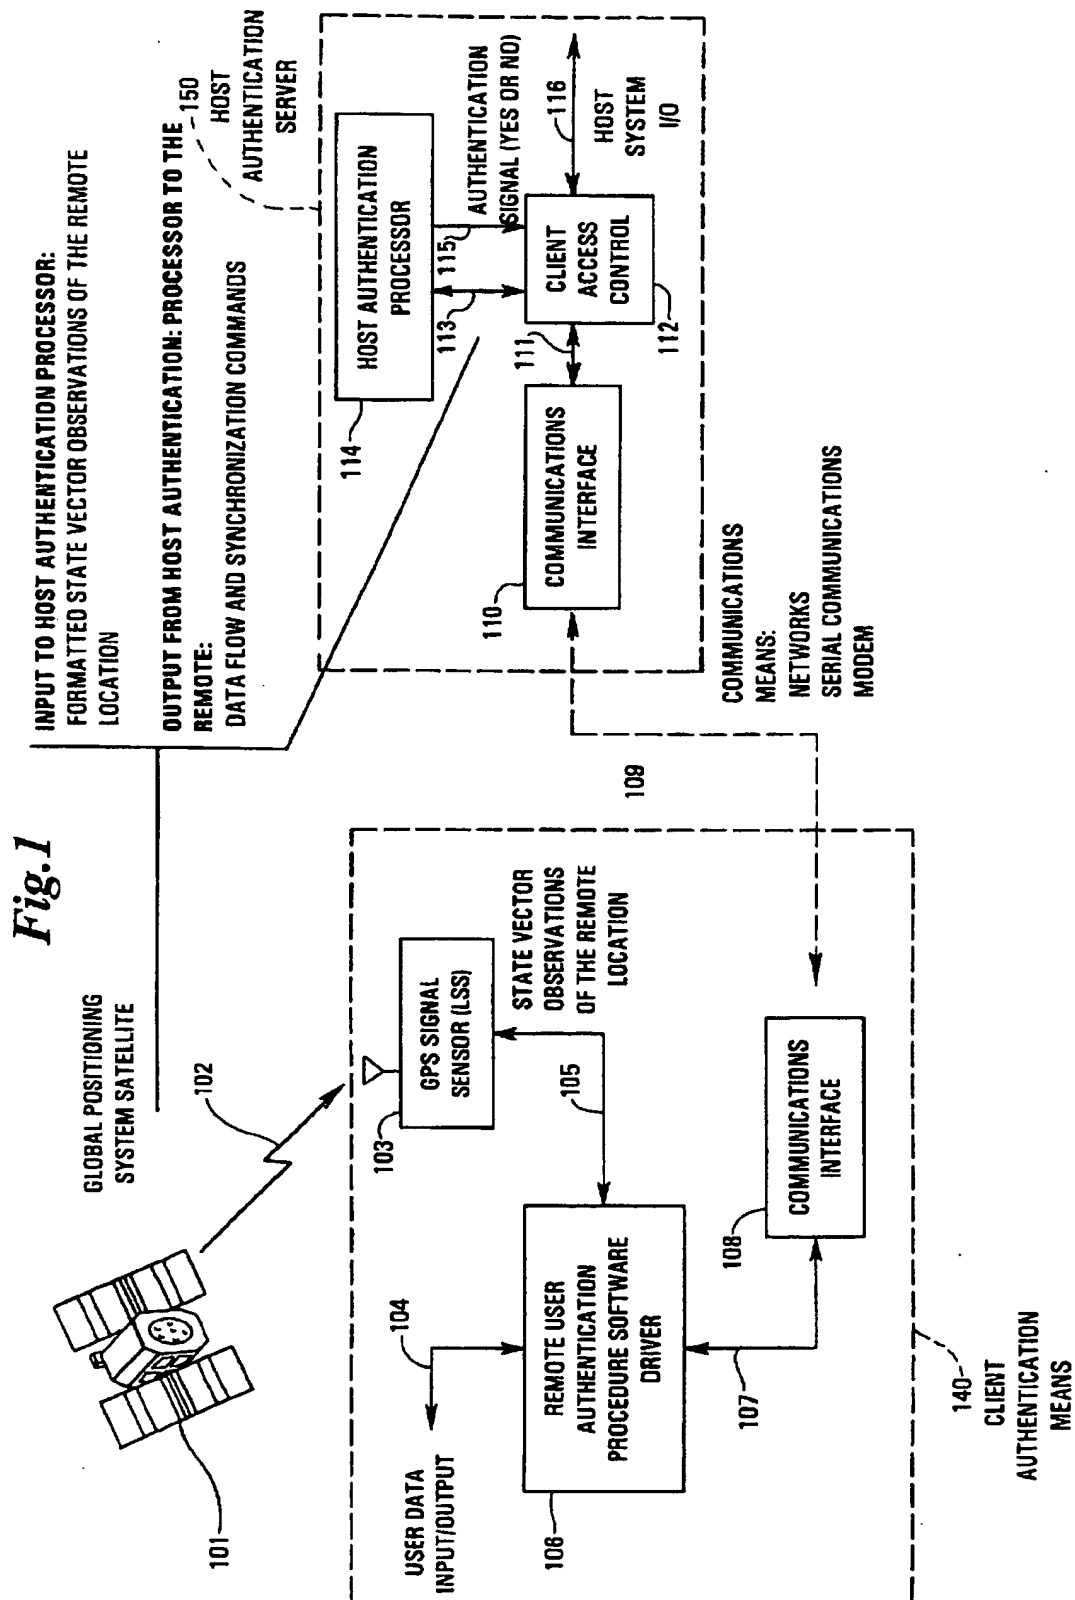 Fig.1
GLOBAL POSITIONING
SYSTEM SATELLITE
101
102
INPUT TO HOST AUTHENTICATION PROCESSOR:
FORMATTED STATE VECTOR OBSERVATIONS OF THE REMOTE
LOCATION
OUTPUT FROM HOST AUTHENTICATION: PROCESSOR TO THE
REMOTE:
DATA FLOW AND SYNCHRONIZATION COMMANDS
150
HOST
AUTHENTICATION
SERVER
USER DATA
INPUT/OUTPUT
104
103
GPS SIGNAL
SENSOR (LSS)
STATE VECTOR
OBSERVATIONS
OF THE REMOTE
LOCATION
105
106
REMOTE USER
AUTHENTICATION
PROCEDURE SOFTWARE
DRIVER
107
108
COMMUNICATIONS
INTERFACE
140
CLIENT
AUTHENTICATION
MEANS
109
COMMUNICATIONS
MEANS:
NETWORKS
SERIAL COMMUNICATIONS
MODEM
114
HOST AUTHENTICATION
PROCESSOR
113
115
AUTHENTICATION
SIGNAL (YES OR NO)
110
COMMUNICATIONS
INTERFACE
111
CLIENT
ACCESS
CONTROL
112
116
HOST
SYSTEM
I/O